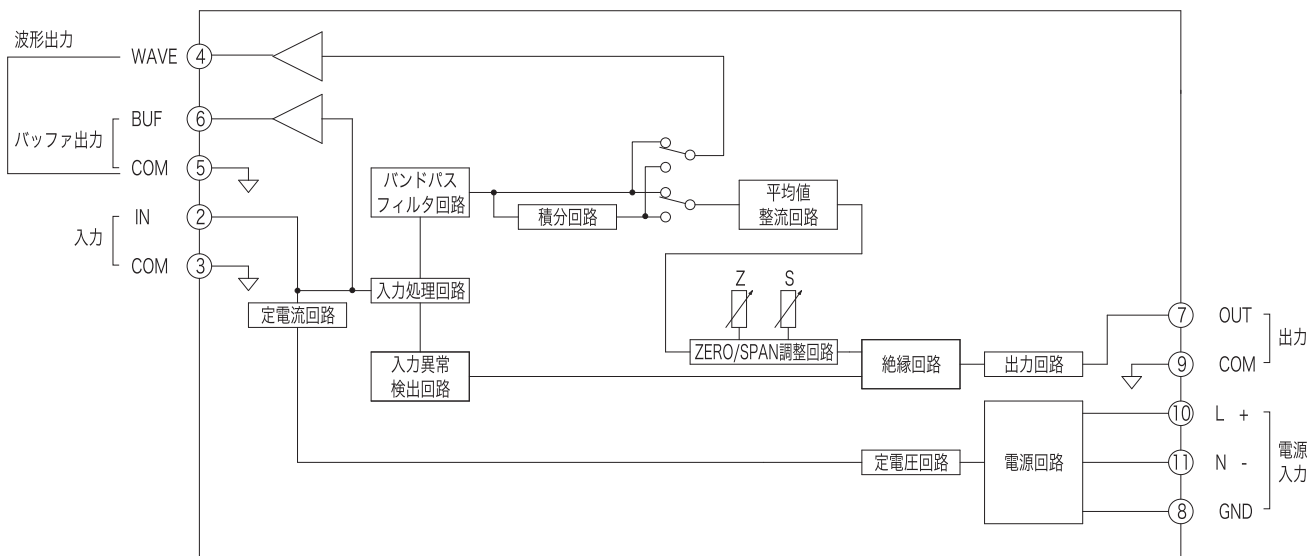 波形出力
WAVE ④
BUF ⑥
バッファ出力
COM ⑤
バンドパス
フィルタ回路
積分回路
平均値
整流回路
IN ②
入力
COM ③
入力処理回路
定電流回路
Z S
ZERO/SPAN調整回路
入力異常
検出回路
絶縁回路
出力回路
⑦ OUT
出力
⑨ COM
定電圧回路
電源回路
⑩ L +
⑪ N -
電源
入力
⑧ GND